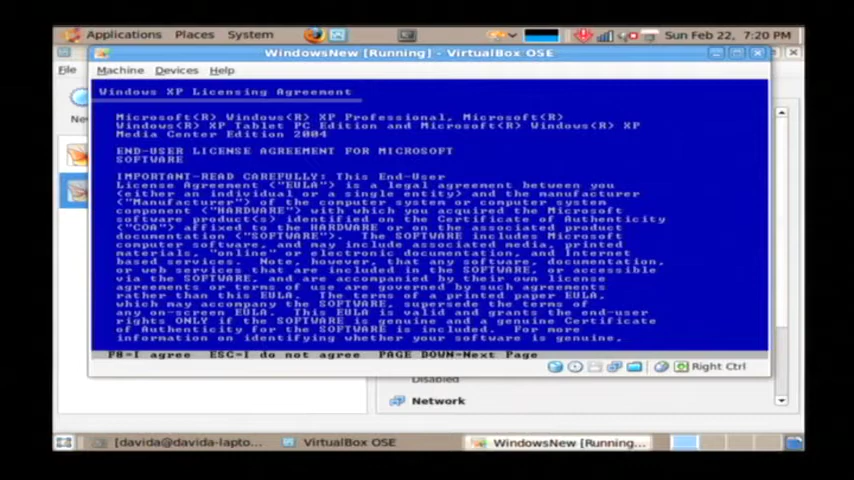 Applications Places System
Sun Feb 22, 7:20 PM
WindowsNew [Running] - VirtualBox OSE
File
Machine Devices Help
Windows XP Licensing Agreement
Microsoft(R) Windows(R) XP Professional, Microsoft(R)
Windows(R) XP Tablet PC Edition and Microsoft(R) Windows(R) XP
Media Center Edition 2004
END-USER LICENSE AGREEMENT FOR MICROSOFT
SOFTWARE
IMPORTANT-READ CAREFULLY: This End-User
License Agreement ("EULA") is a legal agreement between you
(either an individual or a single entity) and the manufacturer
("Manufacturer") of the computer system or computer system
component ("HARDWARE") with which you acquired the Microsoft
software product(s) identified on the Certificate of Authenticity
("COA") affixed to the HARDWARE or on the associated product
documentation ("SOFTWARE"). The SOFTWARE includes Microsoft
computer software, and may include associated media, printed
materials, "online" or electronic documentation, and Internet
based services. Note, however, that any software, documentation,
or web services that are included in the SOFTWARE, or accessible
via the SOFTWARE, and are accompanied by their own license
agreements or terms of use are governed by such agreements
rather than this EULA. The terms of a printed paper EULA,
which may accompany the SOFTWARE, supersede the terms of
any on-screen EULA. This EULA is valid and grants the end-user
rights ONLY if the SOFTWARE is genuine and a genuine Certificate
of Authenticity for the SOFTWARE is included. For more
information on identifying whether your software is genuine,
F8=I agree ESC=I do not agree PAGE DOWN=Next Page
Right Ctrl
Disabled
Network
[davida@davida-lapto... VirtualBox OSE WindowsNew [Running...